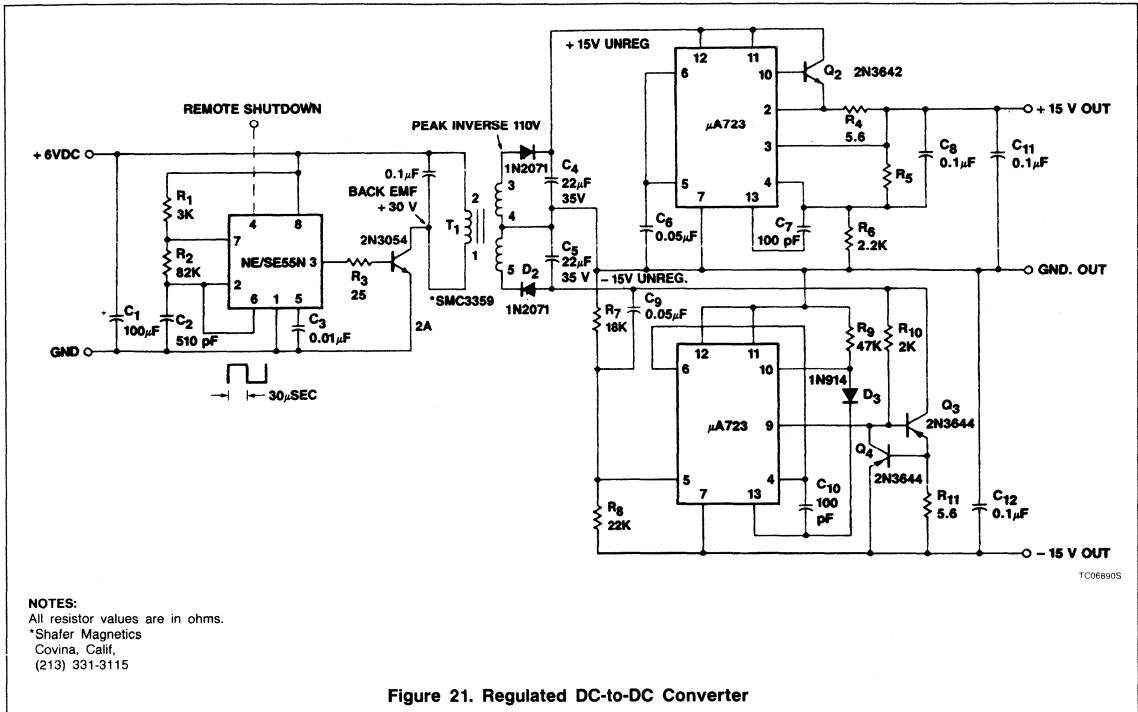 + 15V UNREG
12
11
6
10
Q2
2N3642
REMOTE SHUTDOWN
2
+ 15 V OUT
PEAK INVERSE 110V
R4
5.6
μA723
C8
0.1μF
C11
0.1μF
+ 6VDC
3
1N2071
C4
22μF
35V
0.1μF
R5
BACK EMF
+ 30 V
3
2
T1
4
5
7
13
4
R1
3K
4
8
C6
0.05μF
C7
100 pF
R6
2.2K
2N3054
7
NE/SE55N
3
R2
82K
R3
25
1
5
D2
C5
22μF
35 V
GND. OUT
- 15V UNREG.
2
*SMC3359
1N2071
6
1
5
C9
0.05μF
R7
18K
R9
47K
R10
2K
C1
100μF
+
C2
510 pF
C3
0.01μF
2A
12
11
GND
6
10
1N914
D3
30μSEC
μA723
9
Q3
2N3644
Q4
2N3644
5
7
13
4
C10
100
pF
R8
22K
R11
5.6
C12
0.1μF
- 15 V OUT
TC06890S
NOTES:
All resistor values are in ohms.
*Shafer Magnetics
Covina, Calif,
(213) 331-3115
Figure 21. Regulated DC-to-DC Converter